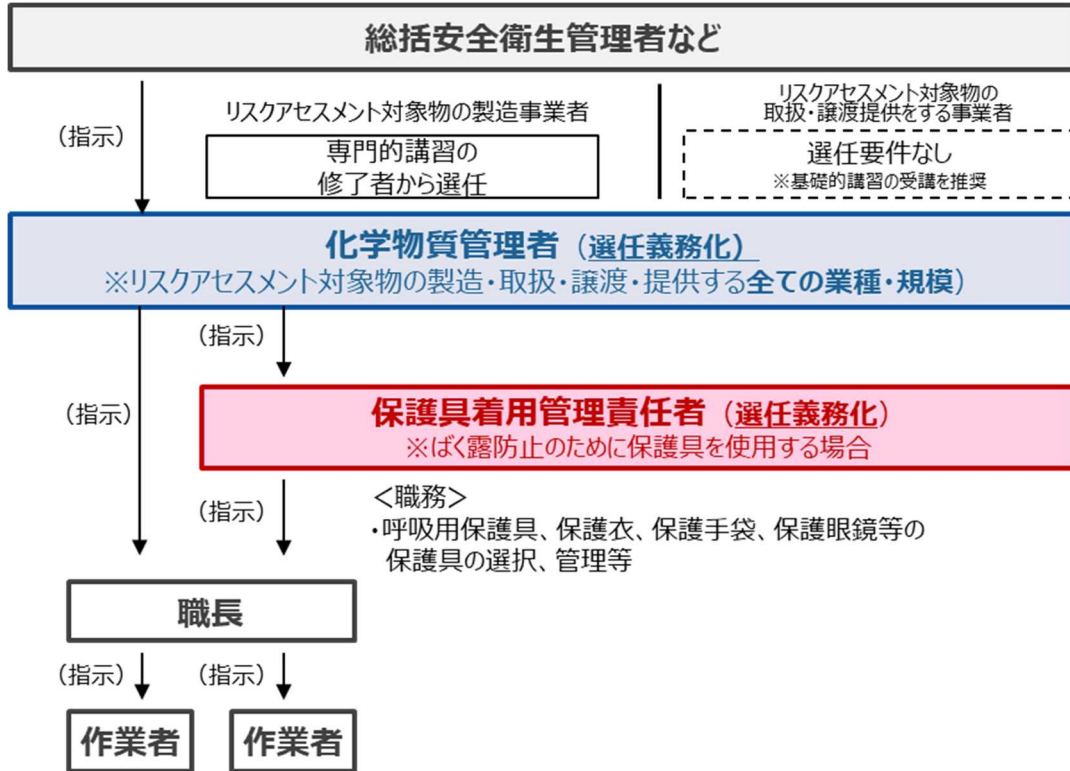 総括安全衛生管理者など
（指示）
リスクアセスメント対象物の製造事業者
専門的講習の
修了者から選任
リスクアセスメント対象物の
取扱・譲渡提供をする事業者
選任要件なし
※基礎的講習の受講を推奨
化学物質管理者（選任義務化）
※リスクアセスメント対象物の製造・取扱・譲渡・提供する全ての業種・規模）
（指示）
（指示）
保護具着用管理責任者（選任義務化）
※ばく露防止のために保護具を使用する場合
（指示）
＜職務＞
・呼吸用保護具、保護衣、保護手袋、保護眼鏡等の
保護具の選択、管理等
職長
（指示）
（指示）
作業者
作業者